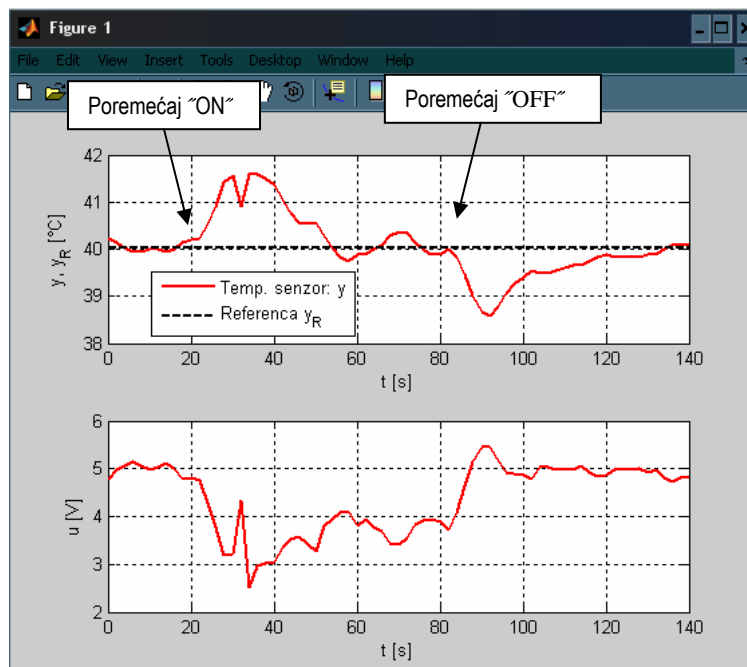 Figure 1
File Edit View Insert Tools Desktop Window Help
Poremećaj ˝ON˝
Poremećaj ˝OFF˝
42
41
40
39
38
y, y_R [°C]
Temp. senzor: y
Referenca y_R
0 20 40 60 80 100 120 140
t [s]
6
5
4
3
2
u [V]
0 20 40 60 80 100 120 140
t [s]